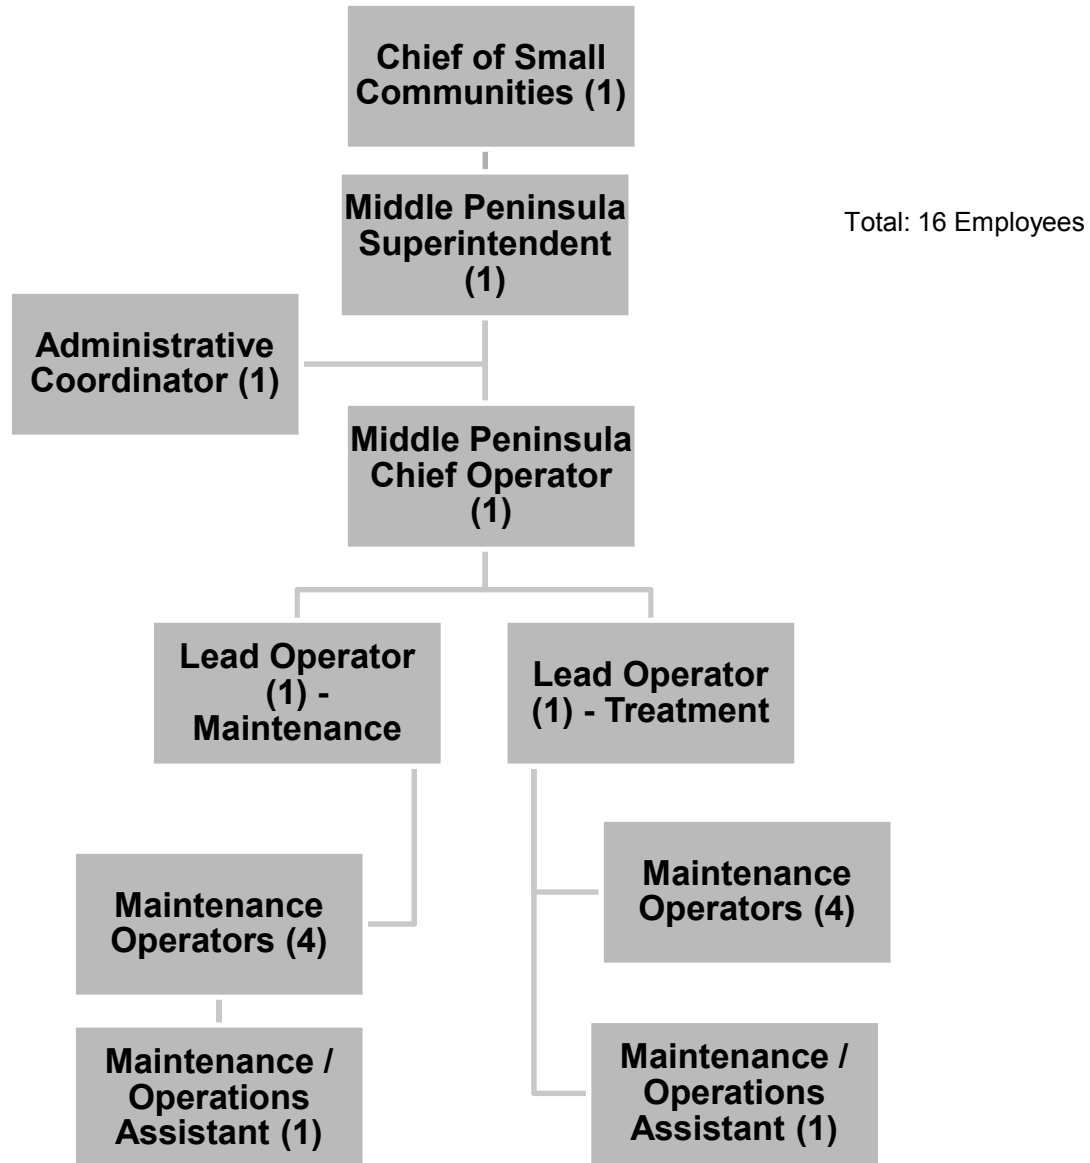 Chief of Small
Communities (1)
Middle Peninsula
Superintendent
(1)
Total: 16 Employees
Administrative
Coordinator (1)
Middle Peninsula
Chief Operator
(1)
Lead Operator
(1) -
Maintenance
Lead Operator
(1) - Treatment
Maintenance
Operators (4)
Maintenance
Operators (4)
Maintenance /
Operations
Assistant (1)
Maintenance /
Operations
Assistant (1)